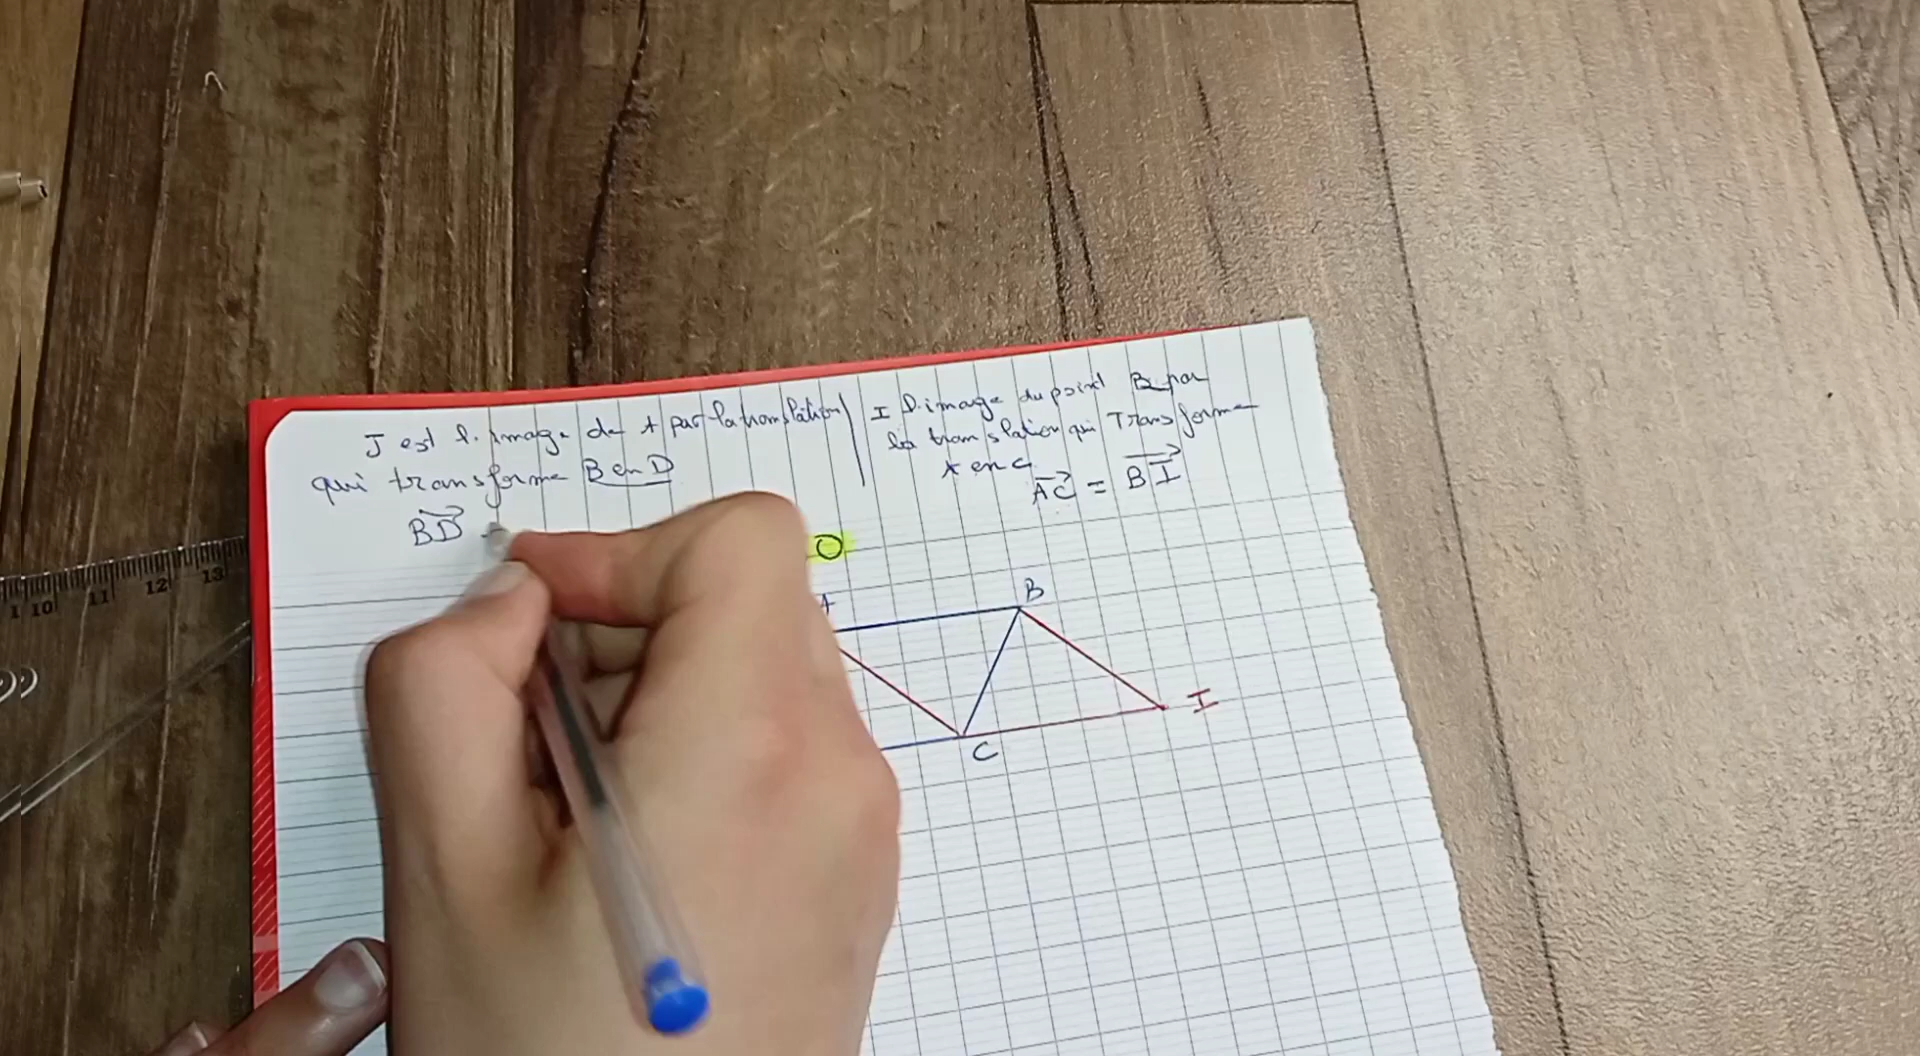 J est l'image de A par la translation
qui transforme B en D
BD
I l'image du point B par
la translation qui Transforme
A en C
AC = BI
O
A
B
I
C
10 11 12 13